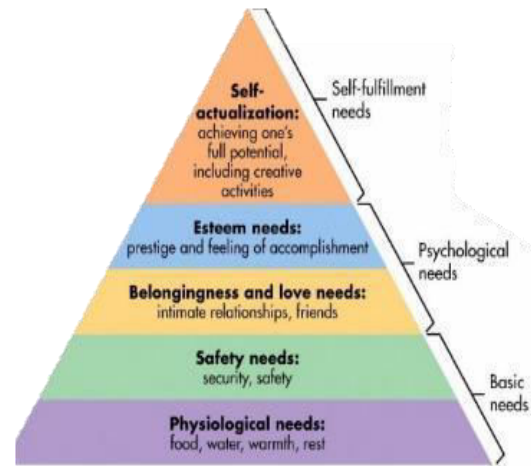 Self-
actualization:
achieving one's
full potential,
including creative
activities
Self-fulfillment
needs
Esteem needs:
prestige and feeling of accomplishment
Belongingness and love needs:
intimate relationships, friends
Psychological
needs
Safety needs:
security, safety
Physiological needs:
food, water, warmth, rest
Basic
needs